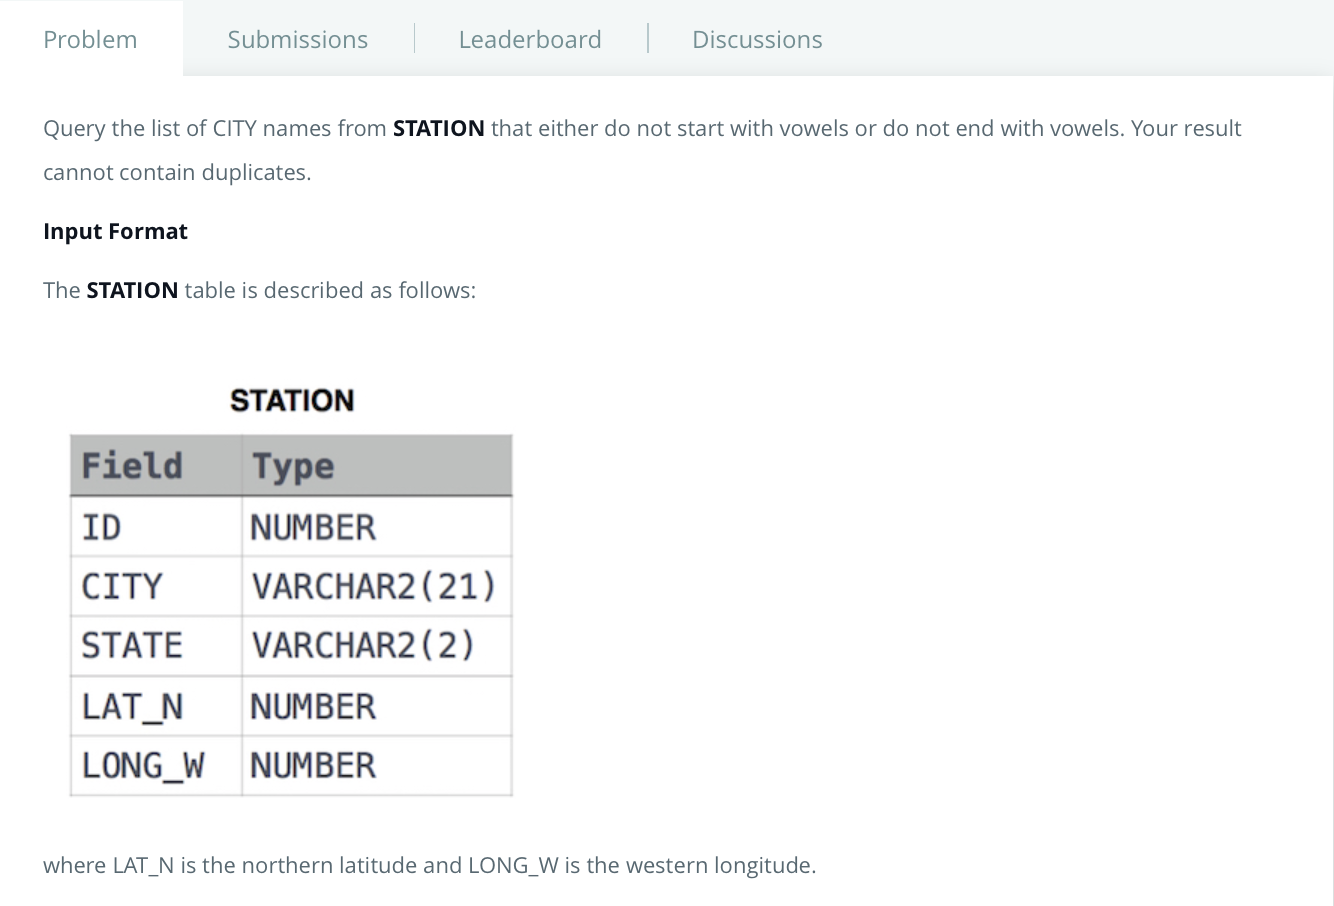 Problem Submissions Leaderboard Discussions
Query the list of CITY names from STATION that either do not start with vowels or do not end with vowels. Your result
cannot contain duplicates.
Input Format
The STATION table is described as follows:
STATION
Field Type
ID NUMBER
CITY VARCHAR2(21)
STATE VARCHAR2(2)
LAT_N NUMBER
LONG_W NUMBER
where LAT_N is the northern latitude and LONG_W is the western longitude.